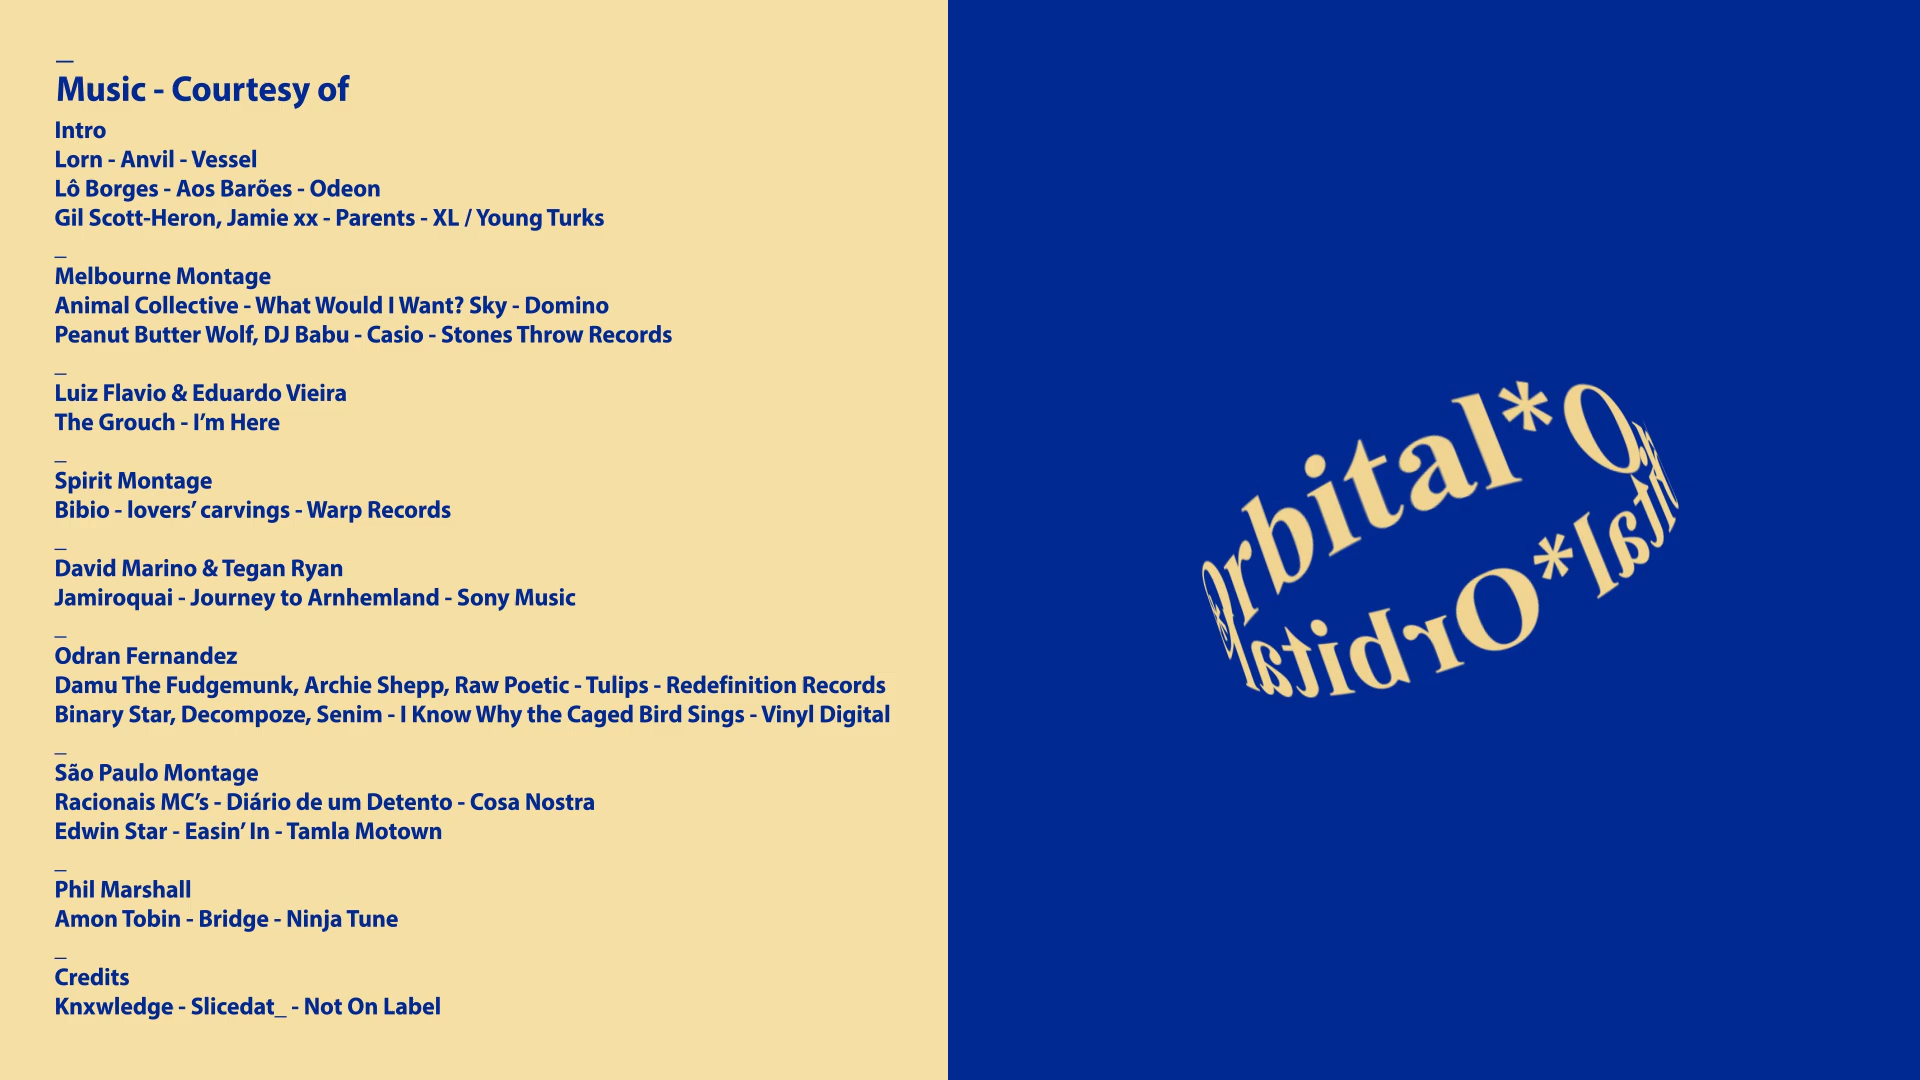 _
Music - Courtesy of
Intro
Lorn - Anvil - Vessel
Lô Borges - Aos Barões - Odeon
Gil Scott-Heron, Jamie xx - Parents - XL / Young Turks
_
Melbourne Montage
Animal Collective - What Would I Want? Sky - Domino
Peanut Butter Wolf, DJ Babu - Casio - Stones Throw Records
_
Luiz Flavio & Eduardo Vieira
The Grouch - I’m Here
_
Spirit Montage
Bibio - lovers’ carvings - Warp Records
_
David Marino & Tegan Ryan
Jamiroquai - Journey to Arnhemland - Sony Music
_
Odran Fernandez
Damu The Fudgemunk, Archie Shepp, Raw Poetic - Tulips - Redefinition Records
Binary Star, Decompoze, Senim - I Know Why the Caged Bird Sings - Vinyl Digital
_
São Paulo Montage
Racionais MC’s - Diário de um Detento - Cosa Nostra
Edwin Star - Easin’ In - Tamla Motown
_
Phil Marshall
Amon Tobin - Bridge - Ninja Tune
_
Credits
Knxwledge - Slicedat_ - Not On Label
Orbital*Orbital*Orbital*